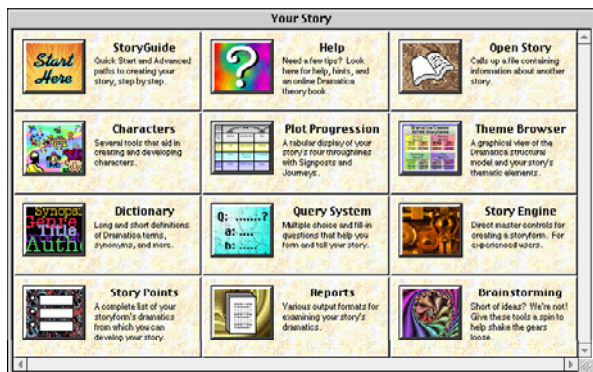 Your Story
Start
Here
StoryGuide
Quick Start and Advanced
paths to creating your
story, step by step.
?
Help
Need a few tips? Look
here for help, hints, and
an online Dramatica
theory book.
Open Story
Calls up a file containing
information about another
story.
Characters
Several tools that aid in
creating and developing
characters.
Plot Progression
A tabular display of your
story's four throughlines
with Signposts and
Journeys.
Theme Browser
A graphical view of the
Dramatica structural
model and your story's
thematic elements.
Synops
Genre
Title
Auth
Dictionary
Long and short definitions
of Dramatica terms,
synonyms, and more.
Q: .......?
a: ....
b: ....
Query System
Multiple choice and fill-in
questions that help you
form and tell your story.
Story Engine
Direct master controls for
creating a storyform. For
experienced users.
Story Points
A complete list of your
storyform's dramatics
from which you can
develop your story.
Reports
Various output formats for
examining your story's
dramatics.
Brainstorming
Short of ideas? We're not!
Give these tools a spin to
help shake the gears
loose.